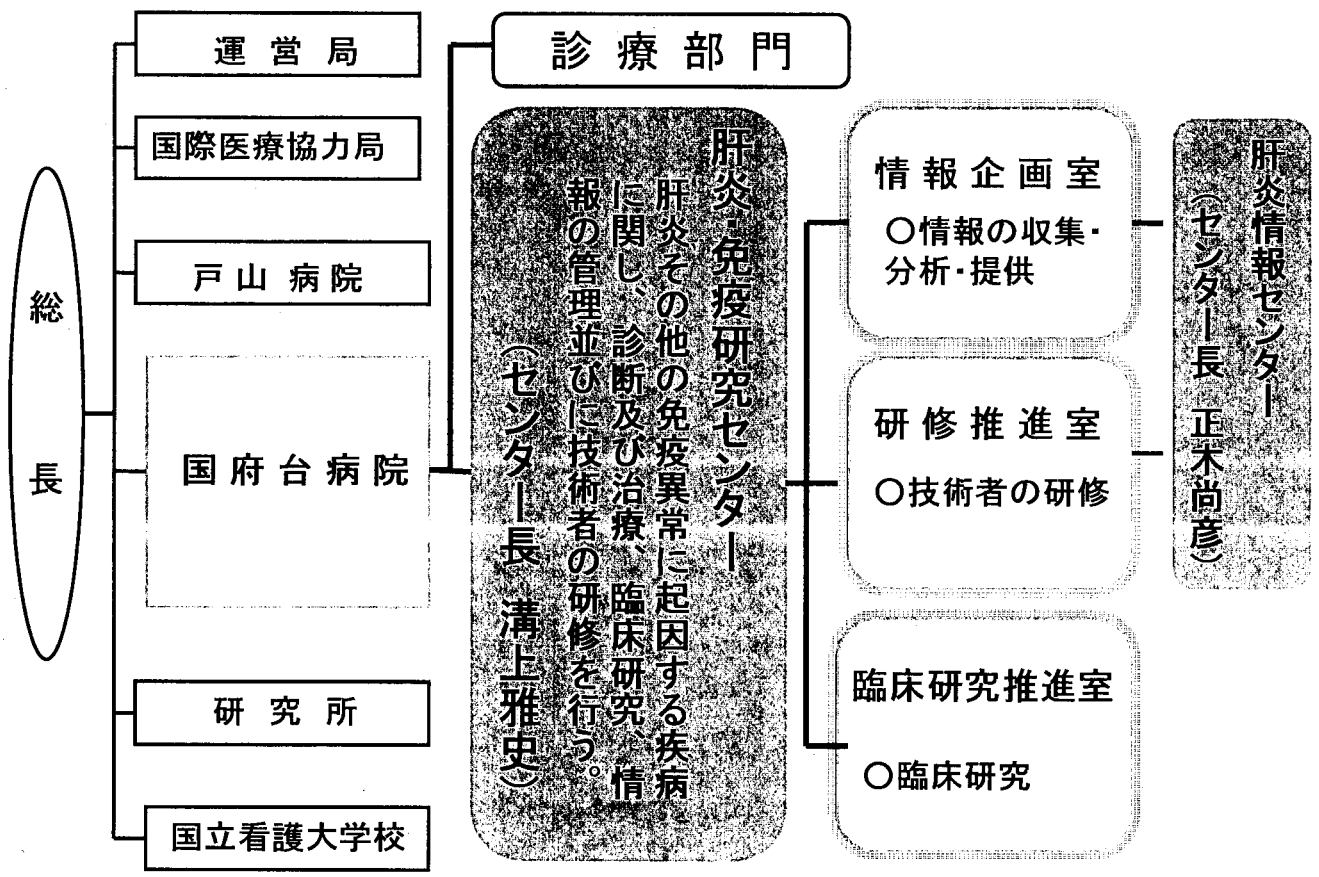 総長
運営局
国際医療協力局
戸山病院
国府台病院
研究所
国立看護大学校
診療部門
肝炎・免疫研究センター
肝炎その他の免疫異常に起因する疾病
に関し、診断及び治療、臨床研究、情
報の管理並びに技術者の研修を行う。
（センター長　溝上雅史）
情報企画室
○情報の収集・
分析・提供
研修推進室
○技術者の研修
臨床研究推進室
○臨床研究
肝炎情報センター
（センター長　正木尚彦）